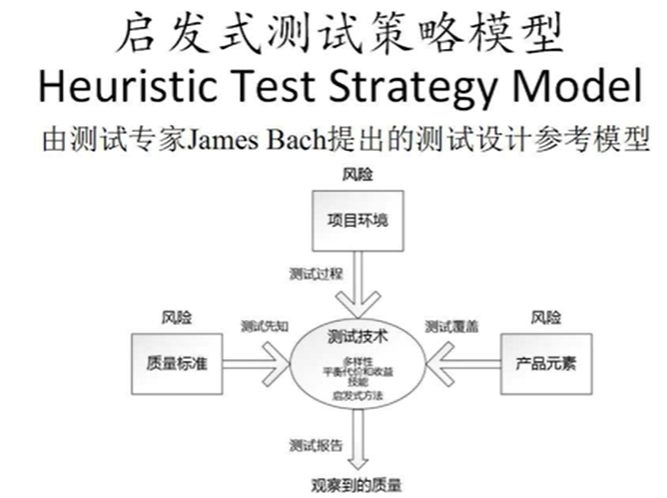 启发式测试策略模型
Heuristic Test Strategy Model
由测试专家James Bach提出的测试设计参考模型
风险
项目环境
测试过程
风险
测试先知
测试覆盖
风险
质量标准
测试技术
多样性
平衡代价和收益
技能
启发式方法
产品元素
测试报告
观察到的质量